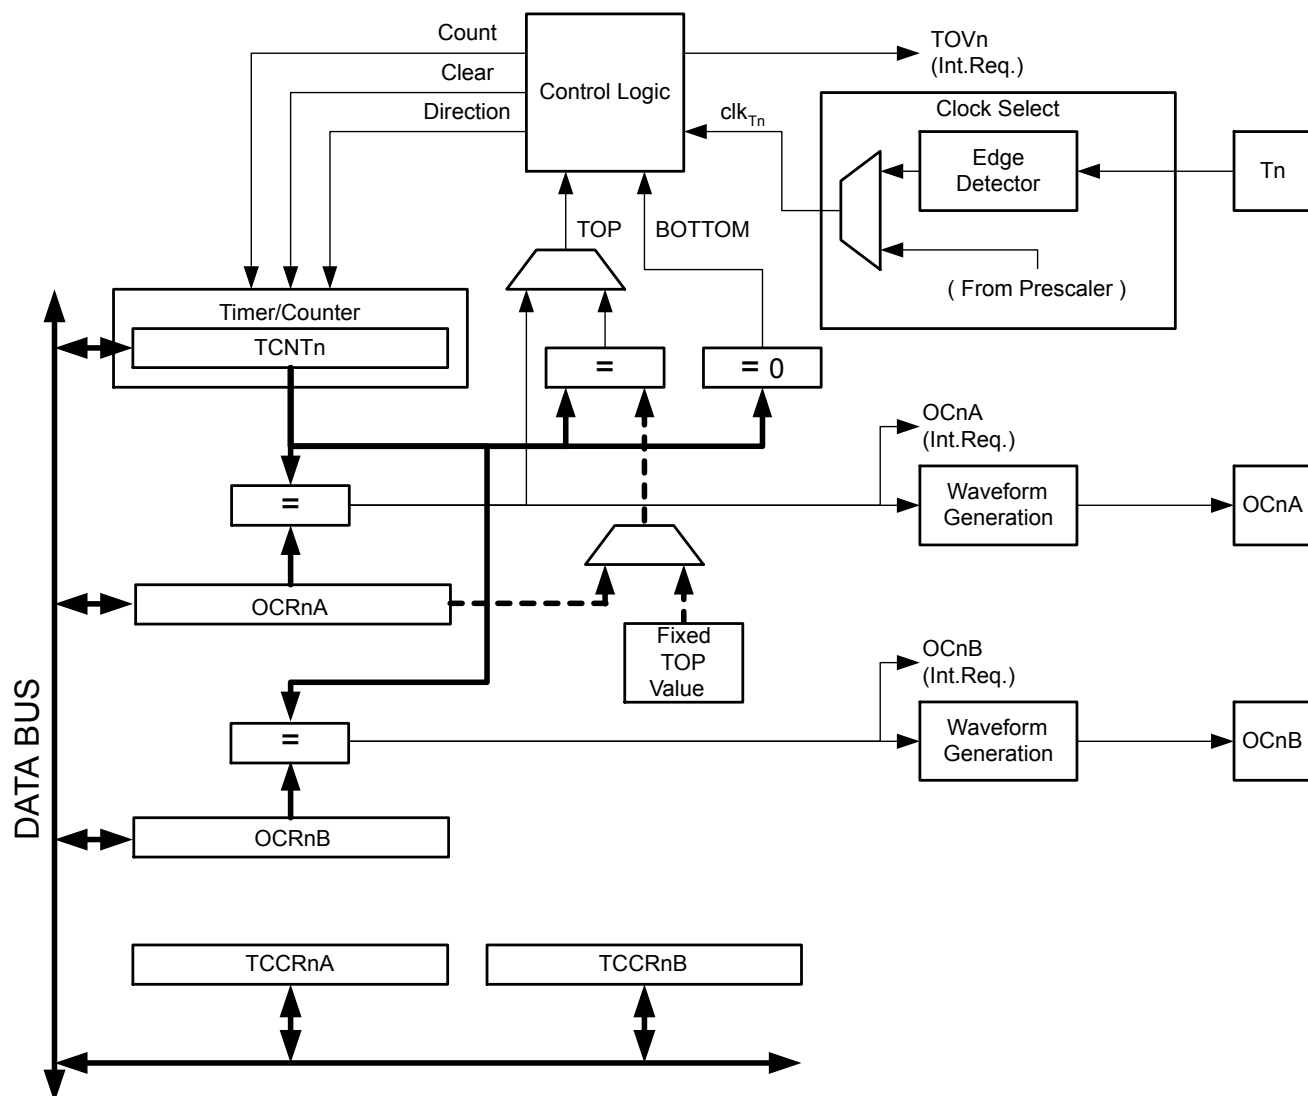 Count
Clear
Direction
Control Logic
TOVn
(Int.Req.)
clkTn
Clock Select
Edge
Detector
Tn
TOP
BOTTOM
( From Prescaler )
Timer/Counter
TCNTn
=
= 0
OCnA
(Int.Req.)
=
Waveform
Generation
OCnA
OCRnA
Fixed
TOP
Value
OCnB
(Int.Req.)
=
Waveform
Generation
OCnB
DATA BUS
OCRnB
TCCRnA
TCCRnB